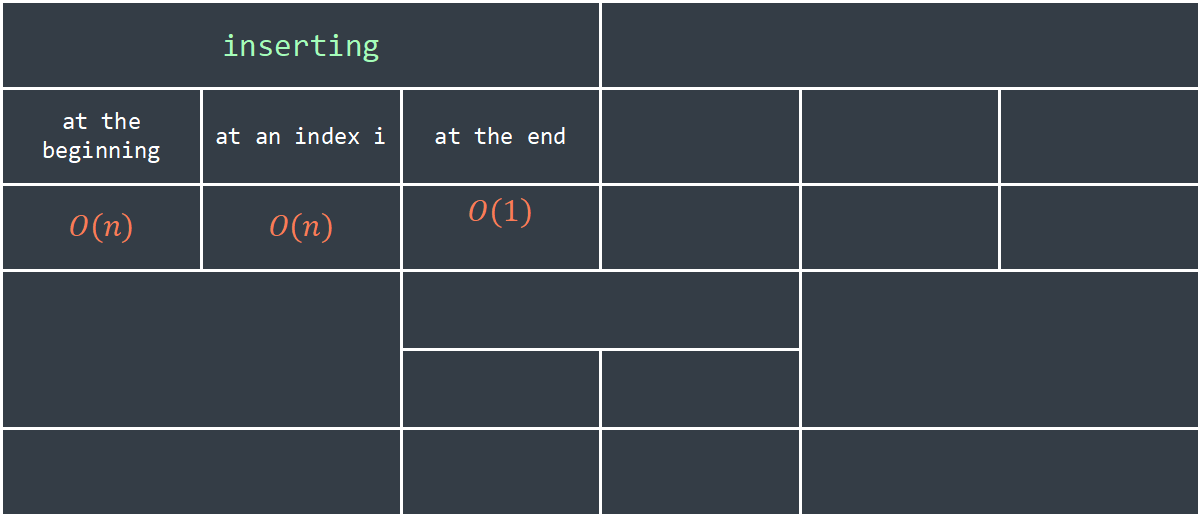 inserting
at the
beginning
at an index i
at the end
O(n)
O(n)
O(1)